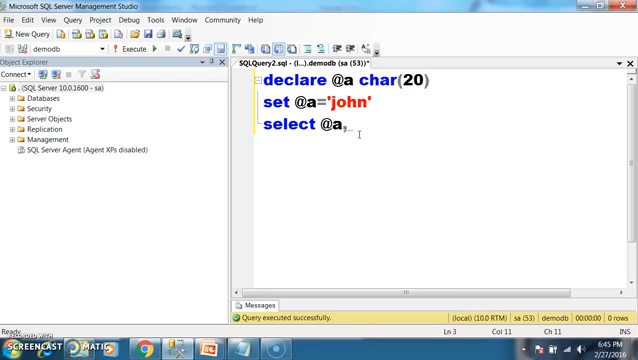 Microsoft SQL Server Management Studio
File Edit View Query Project Debug Tools Window Community Help
New Query
demodb Execute
SQLQuery2.sql - (l...).demodb (sa (53))*
Object Explorer
Connect
. (SQL Server 10.0.1600 - sa)
Databases
Security
Server Objects
Replication
Management
SQL Server Agent (Agent XPs disabled)
declare @a char(20)
set @a='john'
select @a,
Messages
Query executed successfully. (local) (10.0 RTM) sa (53) demodb 00:00:00 0 rows
Ready Ln 3 Col 11 Ch 11 INS
RECORDED WITH
SCREENCAST MATIC
6:45 PM
2/27/2016